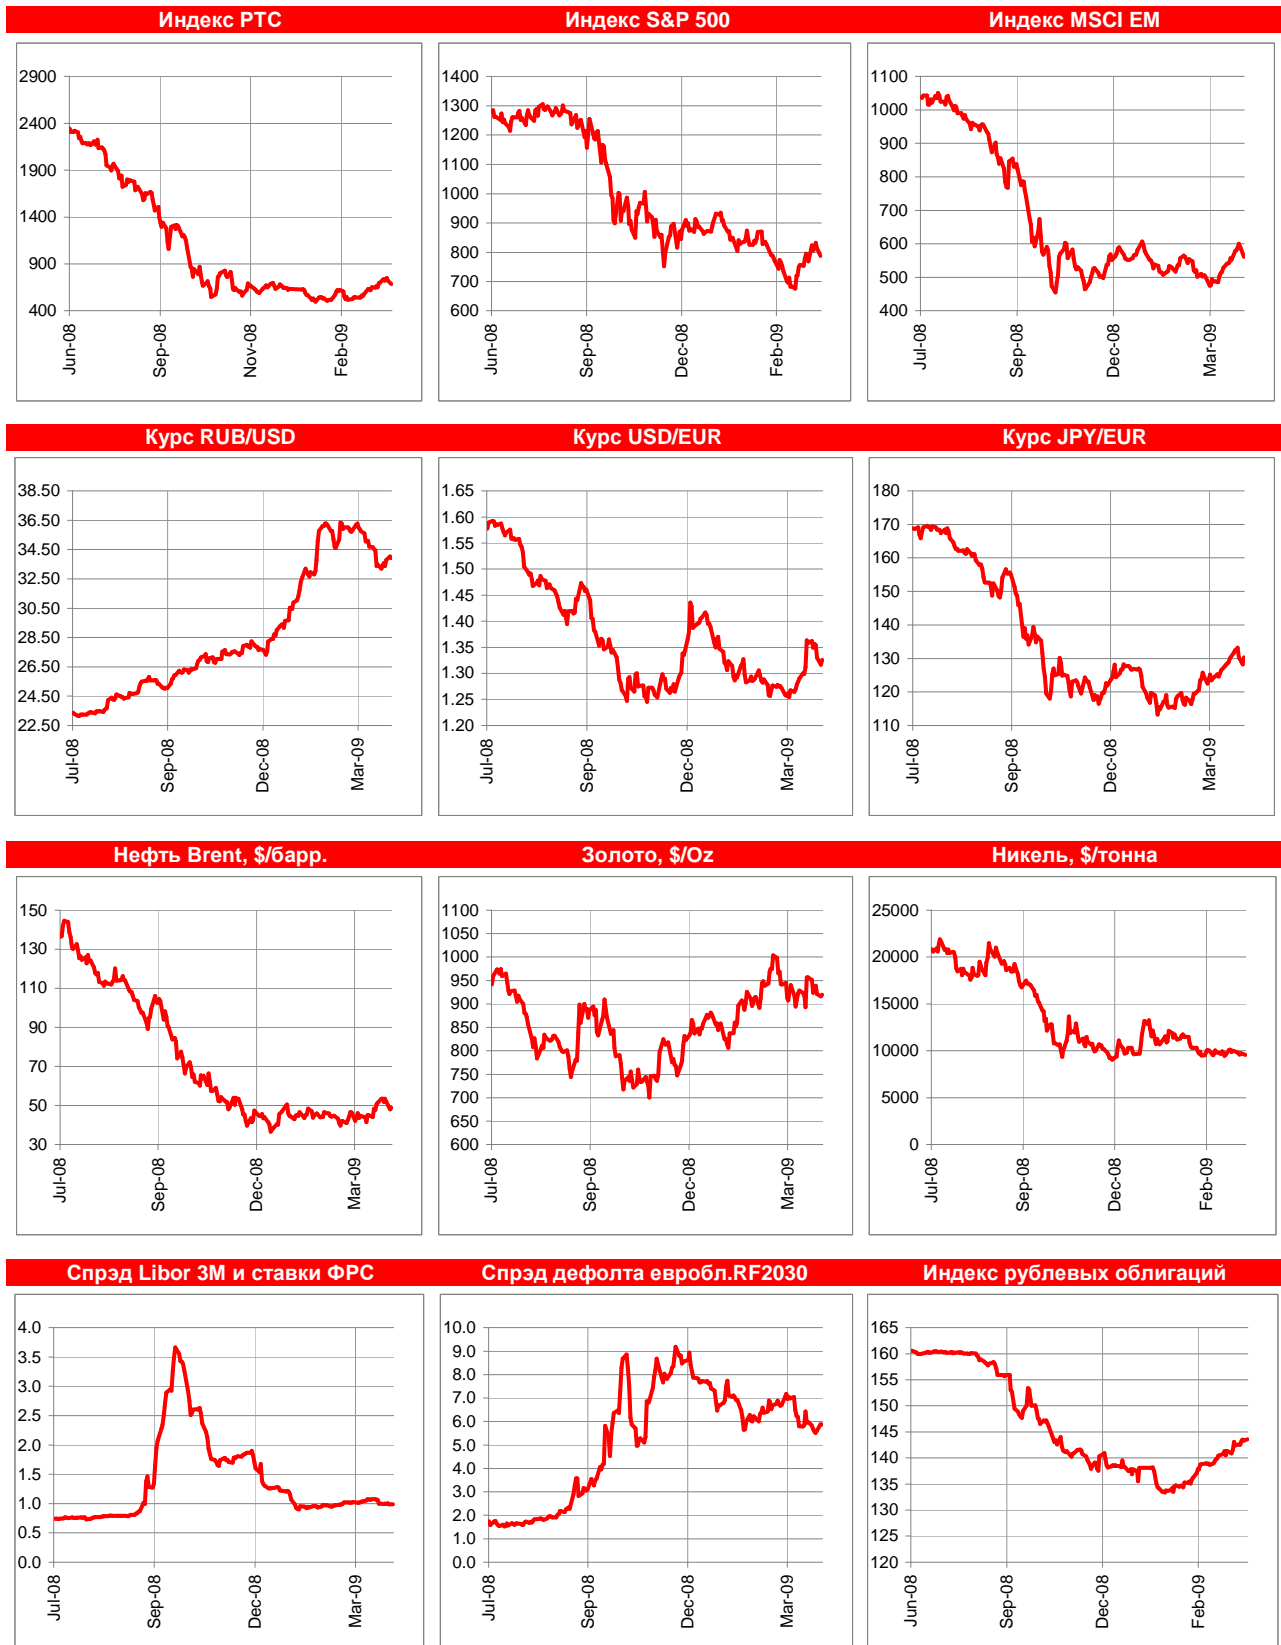 Индекс РТС
Индекс S&P 500
Индекс MSCI EM
2900
2400
1900
1400
900
400
Jun-08
Sep-08
Nov-08
Feb-09
1400
1300
1200
1100
1000
900
800
700
600
Jun-08
Sep-08
Dec-08
Feb-09
1100
1000
900
800
700
600
500
400
Jul-08
Sep-08
Dec-08
Mar-09
Курс RUB/USD
Курс USD/EUR
Курс JPY/EUR
38.50
36.50
34.50
32.50
30.50
28.50
26.50
24.50
22.50
Jul-08
Sep-08
Dec-08
Mar-09
1.65
1.60
1.55
1.50
1.45
1.40
1.35
1.30
1.25
1.20
Jul-08
Sep-08
Dec-08
Mar-09
180
170
160
150
140
130
120
110
Jul-08
Sep-08
Dec-08
Mar-09
Нефть Brent, $/барр.
Золото, $/Oz
Никель, $/тонна
150
130
110
90
70
50
30
Jul-08
Sep-08
Dec-08
Mar-09
1100
1050
1000
950
900
850
800
750
700
650
600
Jul-08
Sep-08
Dec-08
Mar-09
25000
20000
15000
10000
5000
0
Jul-08
Sep-08
Dec-08
Feb-09
Спрэд Libor 3M и ставки ФРС
Спрэд дефолта евробл.RF2030
Индекс рублевых облигаций
4.0
3.5
3.0
2.5
2.0
1.5
1.0
0.5
0.0
Jul-08
Sep-08
Dec-08
Mar-09
10.0
9.0
8.0
7.0
6.0
5.0
4.0
3.0
2.0
1.0
0.0
Jul-08
Sep-08
Dec-08
Mar-09
165
160
155
150
145
140
135
130
125
120
Jun-08
Sep-08
Dec-08
Feb-09